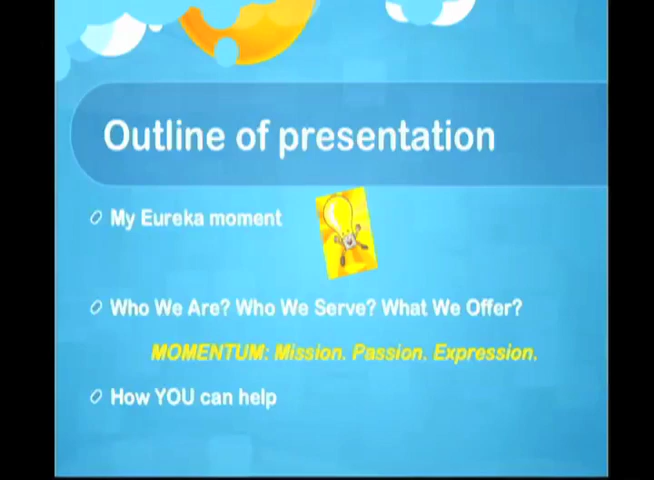 Outline of presentation
My Eureka moment
Who We Are? Who We Serve? What We Offer?
MOMENTUM: Mission. Passion. Expression.
How YOU can help